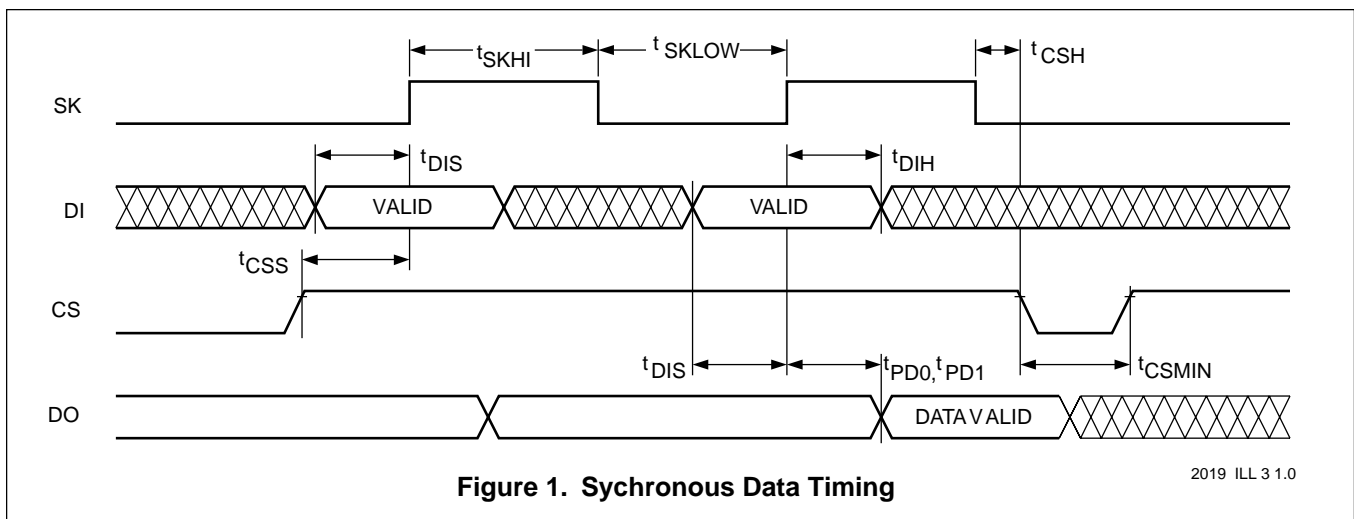 tSKHI
tSKLOW
tCSH
SK
tDIS
tDIH
DI
VALID
VALID
tCSS
CS
tDIS
tPD0,tPD1
tCSMIN
DO
DATA VALID
Figure 1. Sychronous Data Timing
2019 ILL 3 1.0